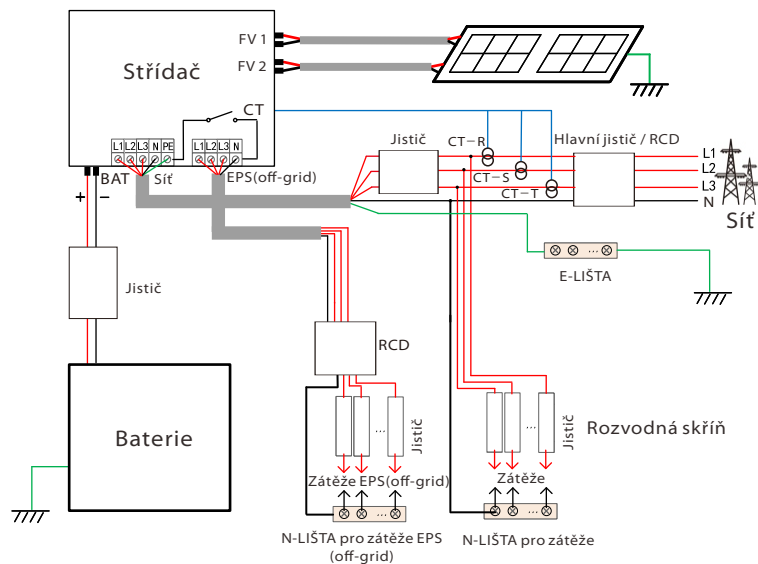 FV 1
FV 2
Střídač
CT
L1 L2 L3 N PE
L1 L2 L3 N
BAT
Síť
EPS(off-grid)
+
−
Jistič
Jistič
CT−R
CT−S
CT−T
Hlavní jistič / RCD
L1
L2
L3
N
Síť
...
E-LIŠTA
RCD
Baterie
...
Jistič
...
Jistič
Rozvodná skříň
Zátěže EPS(off-grid)
Zátěže
...
...
N-LIŠTA pro zátěže EPS
(off-grid)
N-LIŠTA pro zátěže